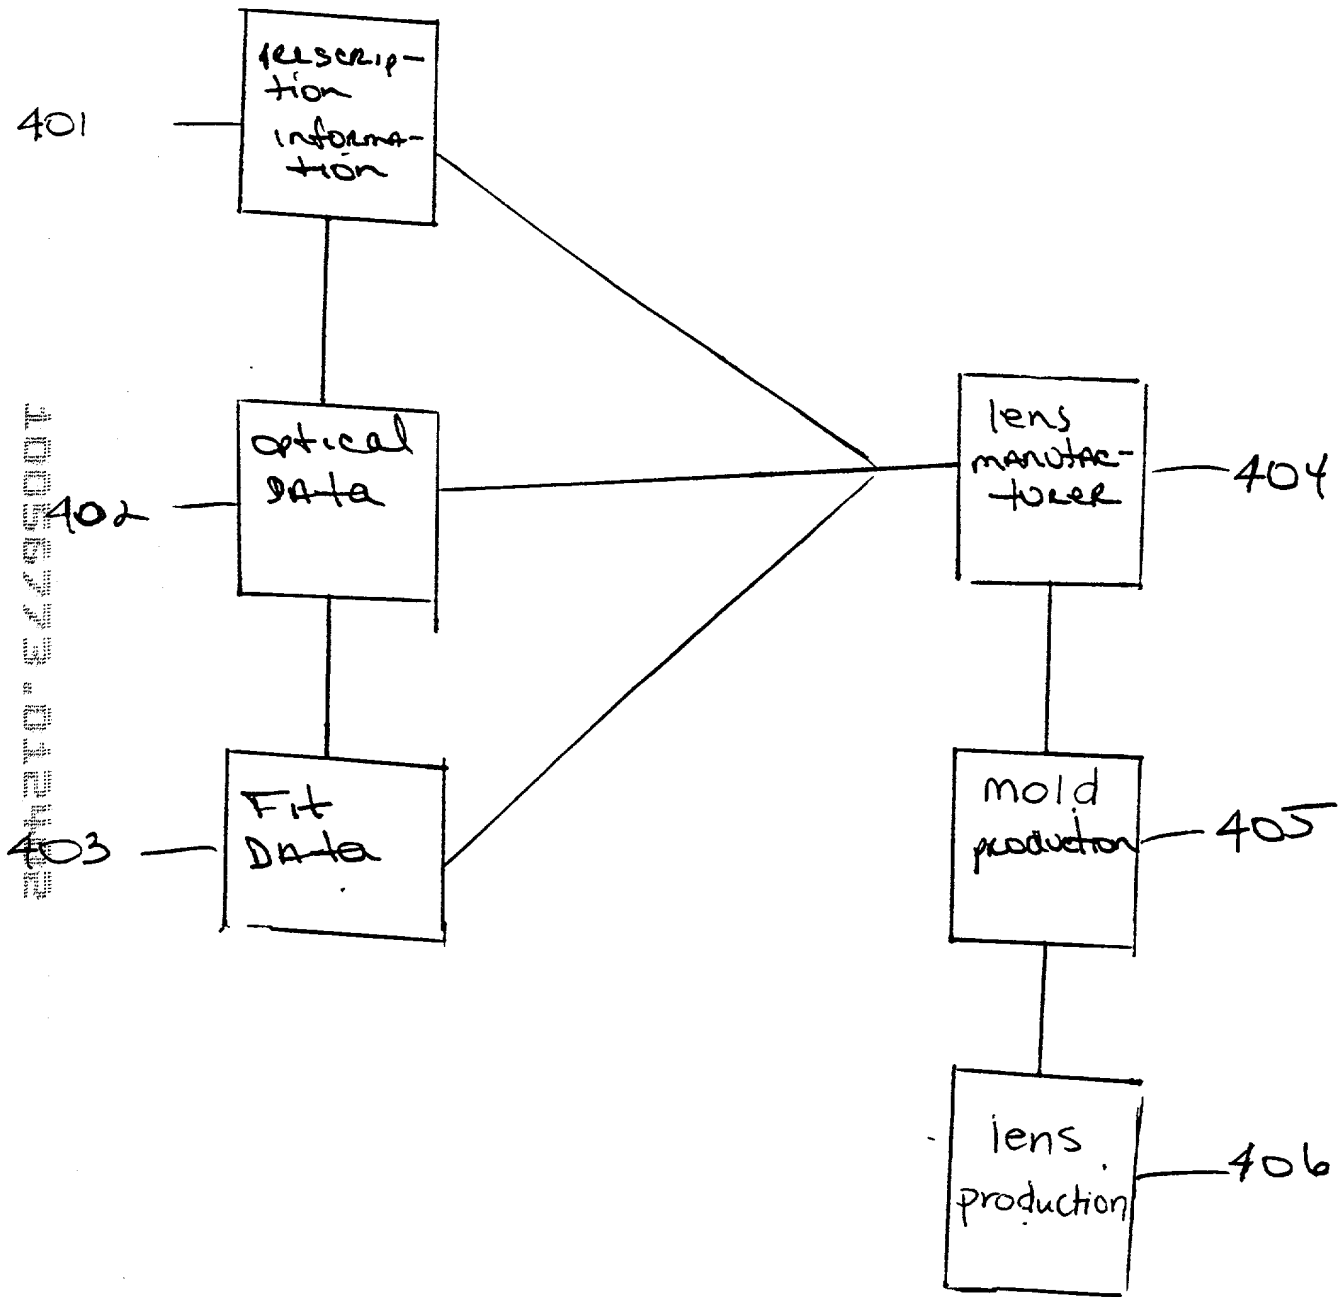 401
prescrip-
tion
informa-
tion
402
optical
Data
403
Fit
Data
lens
manufac-
turer
404
mold
production
405
lens
production
406